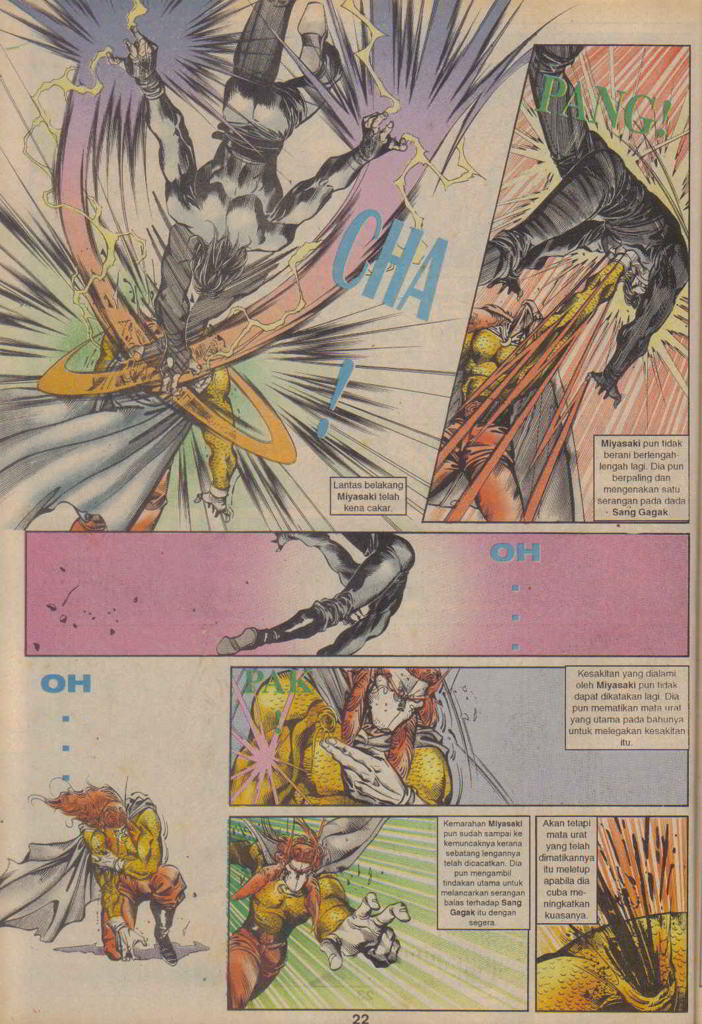 CHA
!
Lantas belakang
Miyasaki telah
kena cakar.
PANG!
Miyasaki pun tidak
berani berlengah-
lengah lagi. Dia pun
berpaling dan
mengenakan satu
serangan pada dada
Sang Gagak
OH
.
.
.
OH
.
.
.
PAK
!
Kesakitan yang dialami
oleh Miyasaki pun tidak
dapat dikatakan lagi. Dia
pun mematikan mata urat
yang utama pada bahunya
untuk melegakan kesakitan
itu.
Kemarahan Miyasaki
pun sudah sampai ke
kemuncaknya kerana
sebatang lengannya
telah dicacatkan. Dia
pun mengambil
tindakan utama untuk
melancarkan serangan
balas terhadap Sang
Gagak itu dengan
segera.
Akan tetapi
mata urat
yang telah
dimatikannya
itu meletup
apabila dia
cuba me-
ningkatkan
kuasanya.
22